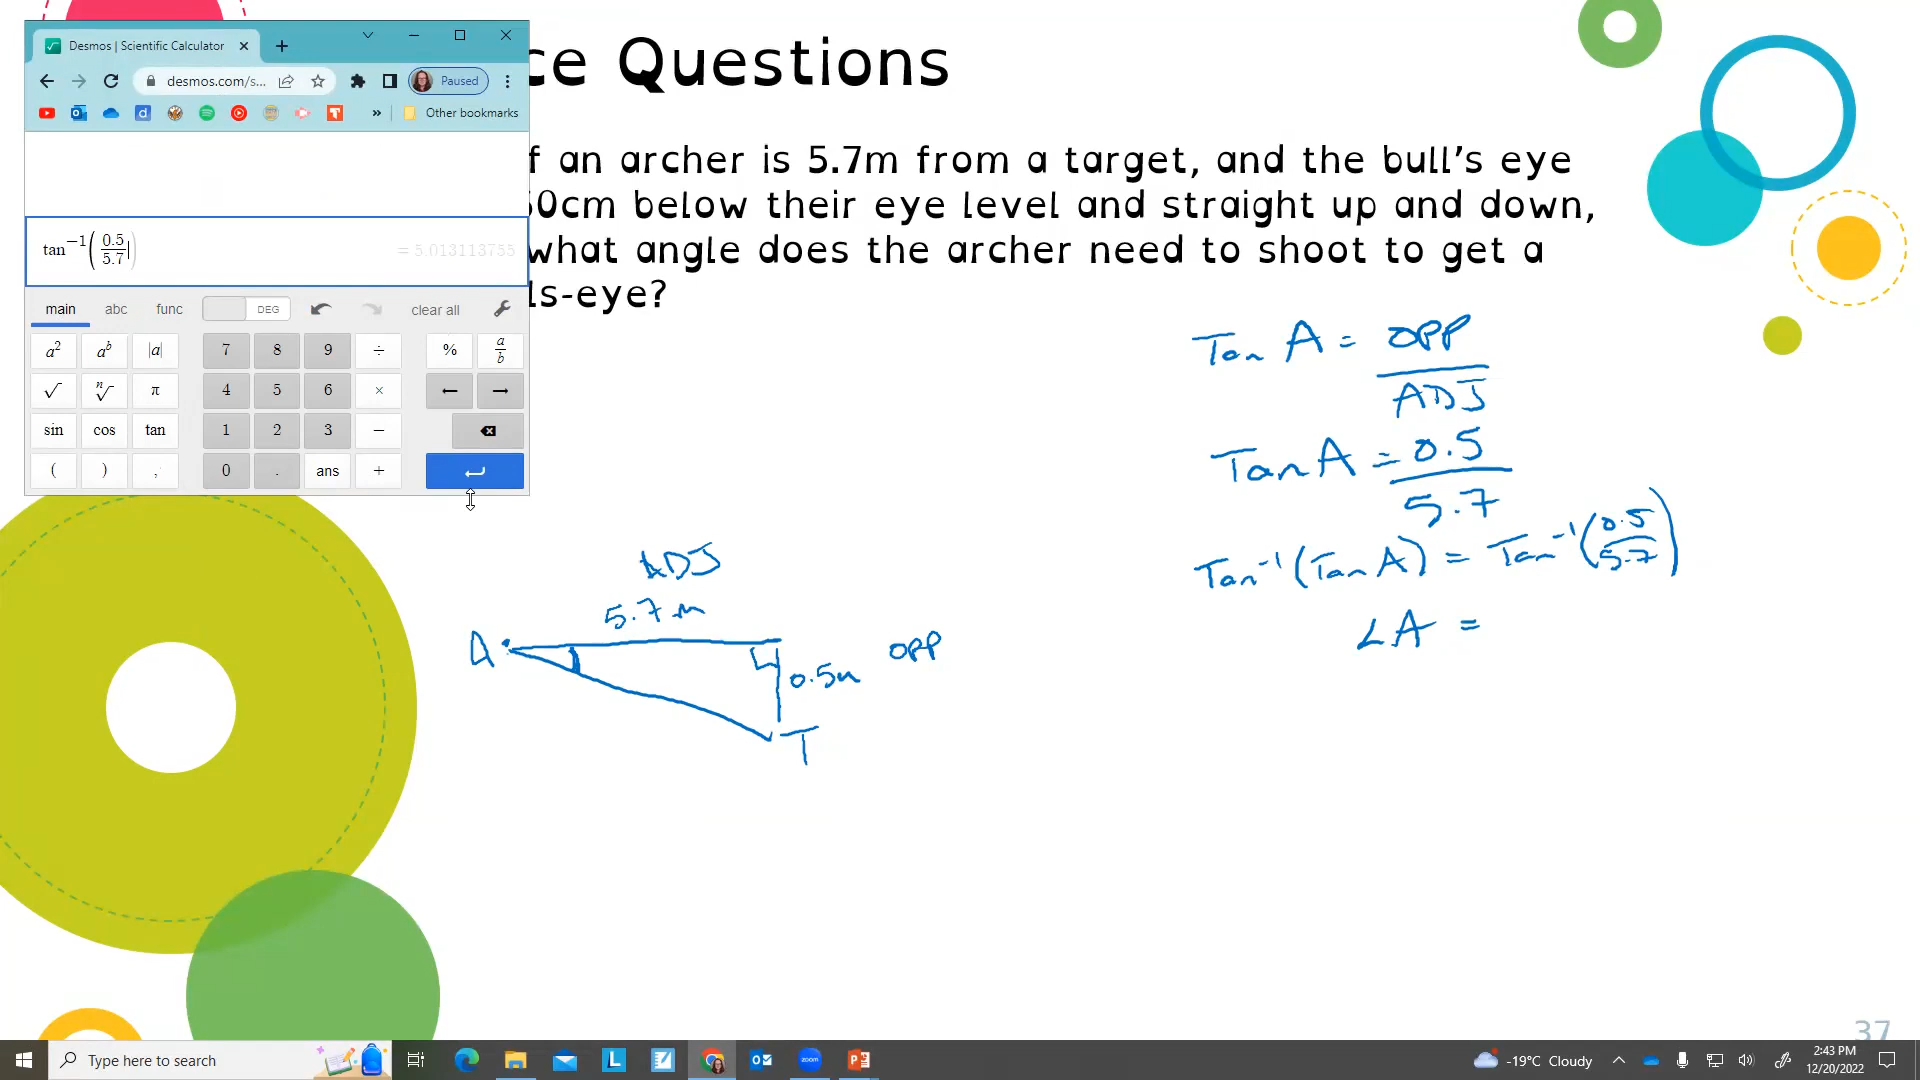 Desmos | Scientific Calculator
desmos.com/s...
Paused
Other bookmarks
ce Questions
f an archer is 5.7m from a target, and the bull's eye
50cm below their eye level and straight up and down,
what angle does the archer need to shoot to get a
ls-eye?
tan⁻¹(0.5/5.7)
= 5.013113755
main abc func DEG clear all
a² aᵇ |a| 7 8 9 ÷ % a/b
√ ⁿ√ π 4 5 6 × ← →
sin cos tan 1 2 3 −
( ) , 0 . ans +
Tan A = OPP/ADJ
Tan A = 0.5/5.7
Tan⁻¹(Tan A) = Tan⁻¹(0.5/5.7)
∠A =
ADJ
5.7 m
A
0.5m
OPP
T
37
Type here to search
L
zoom
-19°C Cloudy
2:43 PM
12/20/2022